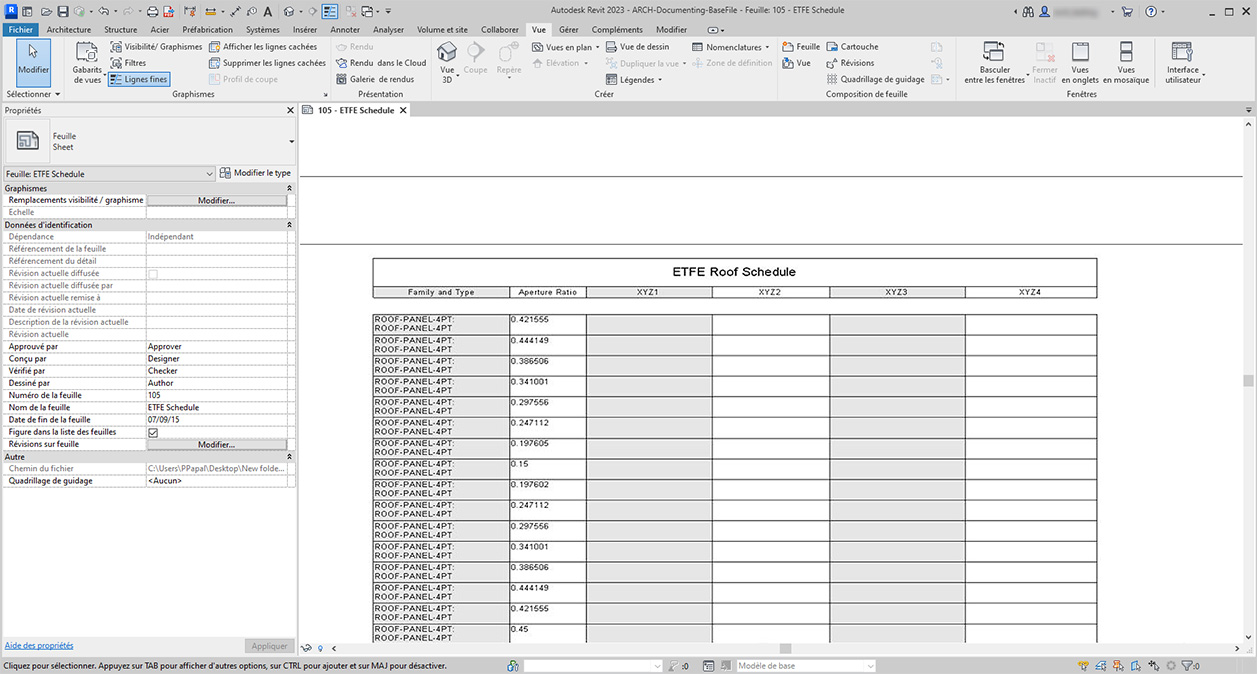 Autodesk Revit 2023 - ARCH-Documenting-BaseFile - Feuille: 105 - ETFE Schedule
Fichier Architecture Structure Acier Préfabrication Systèmes Insérer Annoter Analyser Volume et site Collaborer Vue Gérer Compléments Modifier
Modifier
Sélectionner
Gabarits de vues
Visibilité/ Graphismes
Filtres
Lignes fines
Afficher les lignes cachées
Supprimer les lignes cachées
Profil de coupe
Graphismes
Rendu
Rendu dans le Cloud
Galerie de rendus
Présentation
Vue 3D
Coupe
Repère
Vues en plan
Élévation
Vue de dessin
Dupliquer la vue
Légendes
Nomenclatures
Zone de définition
Créer
Feuille
Vue
Cartouche
Révisions
Quadrillage de guidage
Composition de feuille
Basculer entre les fenêtres
Fermer Inactif
Vues en onglets
Vues en mosaïque
Fenêtres
Interface utilisateur
Propriétés
105 - ETFE Schedule
Feuille
Sheet
Feuille: ETFE Schedule
Modifier le type
Graphismes
Remplacements visibilité / graphisme Modifier...
Echelle
Données d'identification
Dépendance Indépendant
Référencement de la feuille
Référencement du détail
Révision actuelle diffusée
Révision actuelle diffusée par
Révision actuelle remise à
Date de révision actuelle
Description de la révision actuelle
Révision actuelle
Approuvé par Approver
Conçu par Designer
Vérifié par Checker
Dessiné par Author
Numéro de la feuille 105
Nom de la feuille ETFE Schedule
Date de fin de la feuille 07/09/15
Figure dans la liste des feuilles
Révisions sur feuille Modifier...
Autre
Chemin du fichier C:\Users\PPapal\Desktop\New folde...
Quadrillage de guidage <Aucun>
Aide des propriétés
Appliquer
ETFE Roof Schedule
Family and Type Aperture Ratio XYZ1 XYZ2 XYZ3 XYZ4
ROOF-PANEL-4PT: 0.421555
ROOF-PANEL-4PT
ROOF-PANEL-4PT: 0.444149
ROOF-PANEL-4PT
ROOF-PANEL-4PT: 0.386506
ROOF-PANEL-4PT
ROOF-PANEL-4PT: 0.341001
ROOF-PANEL-4PT
ROOF-PANEL-4PT: 0.297556
ROOF-PANEL-4PT
ROOF-PANEL-4PT: 0.247112
ROOF-PANEL-4PT
ROOF-PANEL-4PT: 0.197605
ROOF-PANEL-4PT
ROOF-PANEL-4PT: 0.15
ROOF-PANEL-4PT
ROOF-PANEL-4PT: 0.197602
ROOF-PANEL-4PT
ROOF-PANEL-4PT: 0.247112
ROOF-PANEL-4PT
ROOF-PANEL-4PT: 0.297556
ROOF-PANEL-4PT
ROOF-PANEL-4PT: 0.341001
ROOF-PANEL-4PT
ROOF-PANEL-4PT: 0.386506
ROOF-PANEL-4PT
ROOF-PANEL-4PT: 0.444149
ROOF-PANEL-4PT
ROOF-PANEL-4PT: 0.421555
ROOF-PANEL-4PT
ROOF-PANEL-4PT: 0.45
ROOF-PANEL-4PT
Cliquez pour sélectionner. Appuyez sur TAB pour afficher d'autres options, sur CTRL pour ajouter et sur MAJ pour désactiver.
:0
Modèle de base
:0